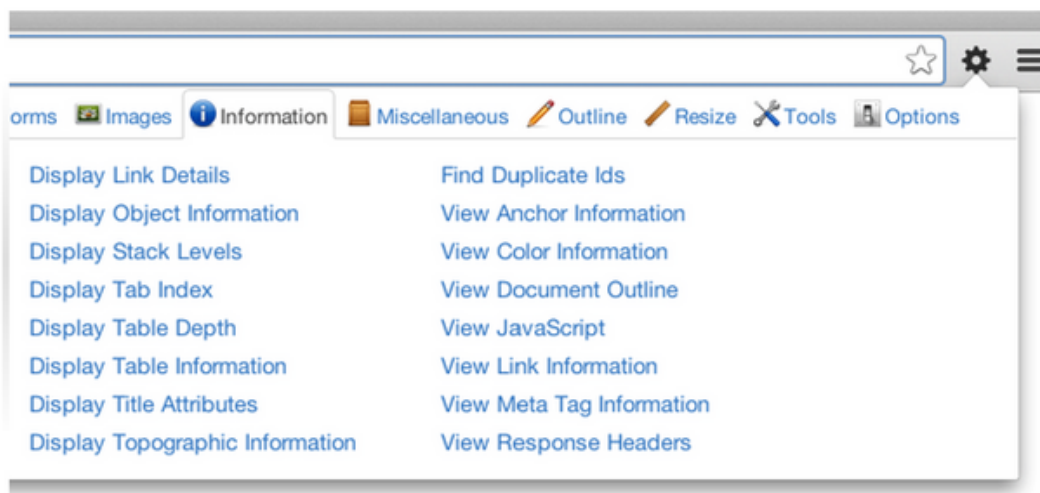 orms Images Information Miscellaneous Outline Resize Tools Options
Display Link Details
Display Object Information
Display Stack Levels
Display Tab Index
Display Table Depth
Display Table Information
Display Title Attributes
Display Topographic Information
Find Duplicate Ids
View Anchor Information
View Color Information
View Document Outline
View JavaScript
View Link Information
View Meta Tag Information
View Response Headers